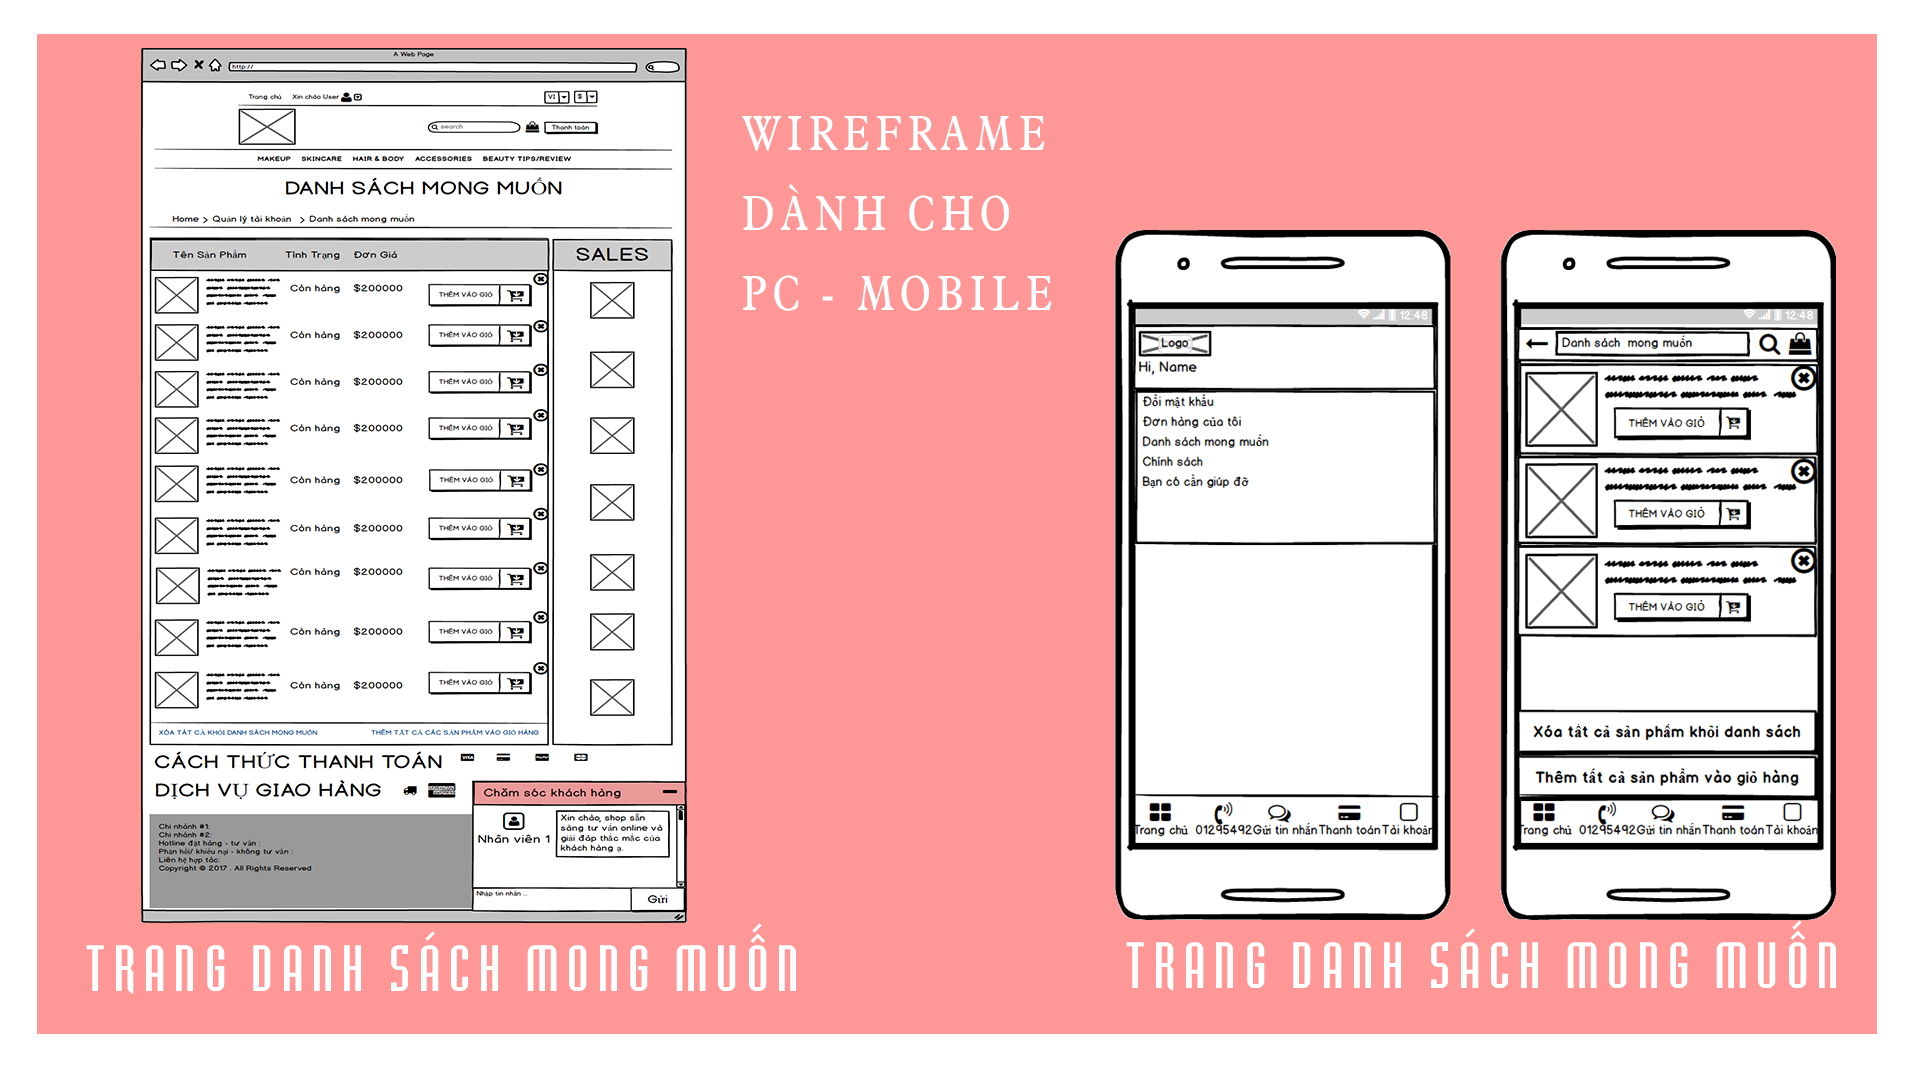 A Web Page
http://
Trang chủ Xin chào User
VI $
search Thanh toán
MAKEUP SKINCARE HAIR & BODY ACCESSORIES BEAUTY TIPS/REVIEW
DANH SÁCH MONG MUỐN
Home > Quản lý tài khoản > Danh sách mong muốn
Tên Sản Phẩm Tình Trạng Đơn Giá
SALES
Còn hàng $200000 THÊM VÀO GIỎ
Còn hàng $200000 THÊM VÀO GIỎ
Còn hàng $200000 THÊM VÀO GIỎ
Còn hàng $200000 THÊM VÀO GIỎ
Còn hàng $200000 THÊM VÀO GIỎ
Còn hàng $200000 THÊM VÀO GIỎ
Còn hàng $200000 THÊM VÀO GIỎ
Còn hàng $200000 THÊM VÀO GIỎ
Còn hàng $200000 THÊM VÀO GIỎ
XÓA TẤT CẢ KHỎI DANH SÁCH MONG MUỐN THÊM TẤT CẢ CÁC SẢN PHẨM VÀO GIỎ HÀNG
CÁCH THỨC THANH TOÁN VISA
DỊCH VỤ GIAO HÀNG
Chi nhánh #1:
Chi nhánh #2:
Hotline đặt hàng - tư vấn :
Phản hồi/ khiếu nại - không tư vấn :
Liên hệ hợp tác:
Copyright © 2017 . All Rights Reserved
Chăm sóc khách hàng
Nhân viên 1
Xin chào, shop sẵn
sàng tư vấn online và
giải đáp thắc mắc của
khách hàng ạ.
Nhập tin nhắn ...
Gửi
TRANG DANH SÁCH MONG MUỐN
WIREFRAME
DÀNH CHO
PC - MOBILE
12:48
Logo
Hi, Name
Đổi mật khẩu
Đơn hàng của tôi
Danh sách mong muốn
Chính sách
Bạn có cần giúp đỡ
Trang chủ 01295492 Gửi tin nhắn Thanh toán Tài khoản
12:48
Danh sách mong muốn
THÊM VÀO GIỎ
THÊM VÀO GIỎ
THÊM VÀO GIỎ
Xóa tất cả sản phẩm khỏi danh sách
Thêm tất cả sản phẩm vào giỏ hàng
Trang chủ 01295492 Gửi tin nhắn Thanh toán Tài khoản
TRANG DANH SÁCH MONG MUỐN